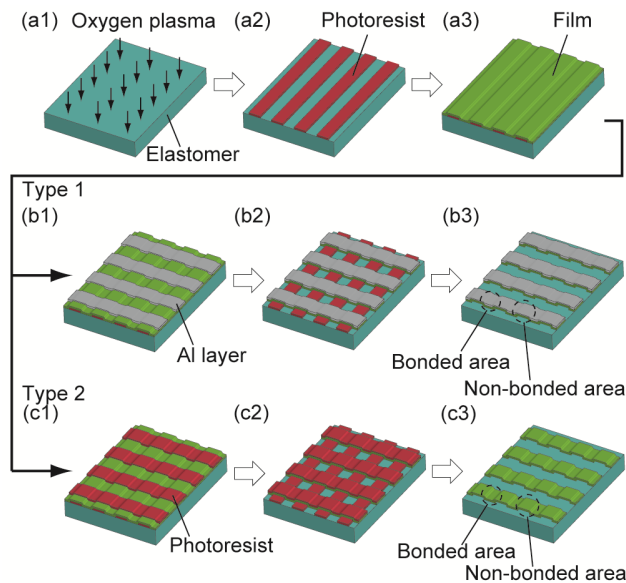 (a1) Oxygen plasma (a2) Photoresist (a3) Film
Elastomer
Type 1
(b1) (b2) (b3)
Al layer
Bonded area
Non-bonded area
Type 2
(c1) (c2) (c3)
Photoresist
Bonded area
Non-bonded area